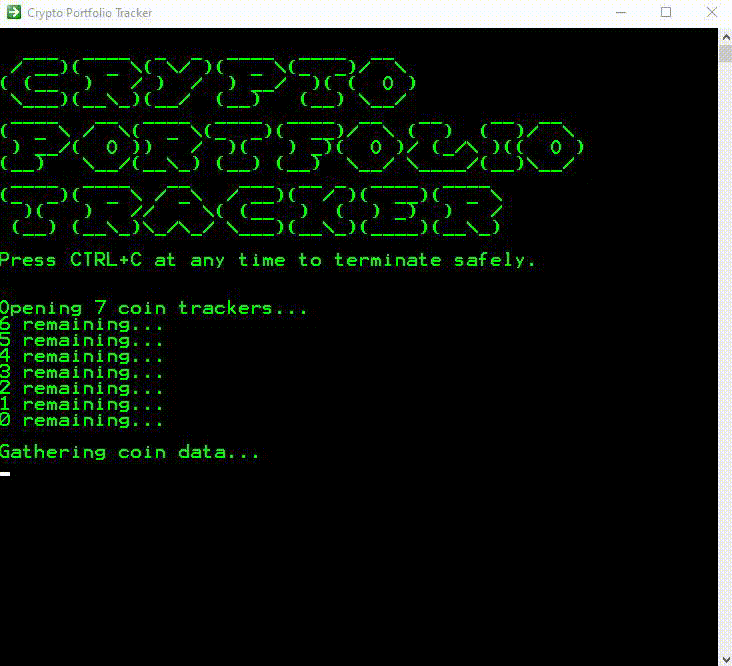 Crypto Portfolio Tracker
CRYPTO
PORTFOLIO
TRACKER
Press CTRL+C at any time to terminate safely.
Opening 7 coin trackers...
6 remaining...
5 remaining...
4 remaining...
3 remaining...
2 remaining...
1 remaining...
0 remaining...
Gathering coin data...